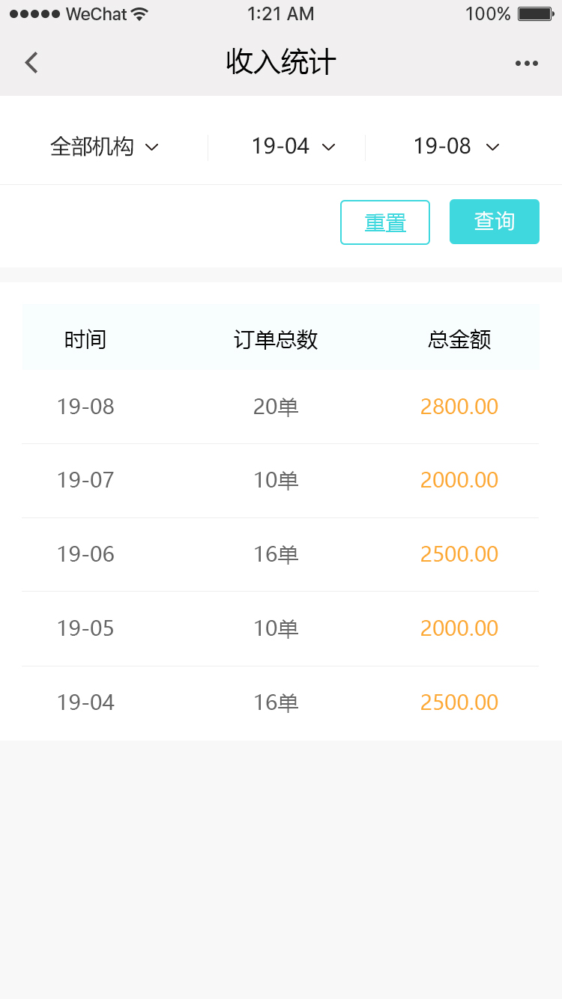 WeChat 1:21 AM 100%
收入统计
全部机构 19-04 19-08
重置 查询
时间 订单总数 总金额
19-08 20单 2800.00
19-07 10单 2000.00
19-06 16单 2500.00
19-05 10单 2000.00
19-04 16单 2500.00